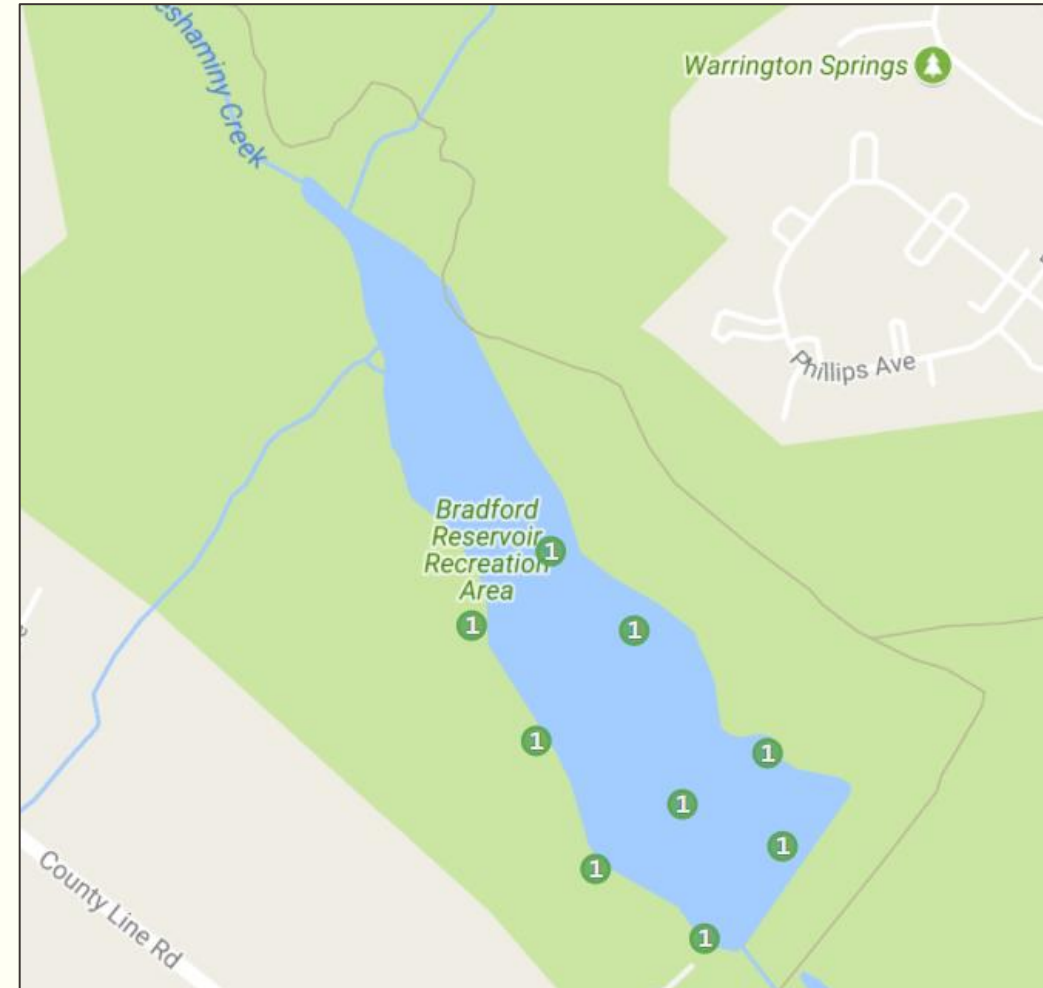 eshaminy Creek
Warrington Springs
Phillips Ave
Bradford
Reservoir
Recreation
Area
1
1
1
1
1
1
1
1
1
County Line Rd